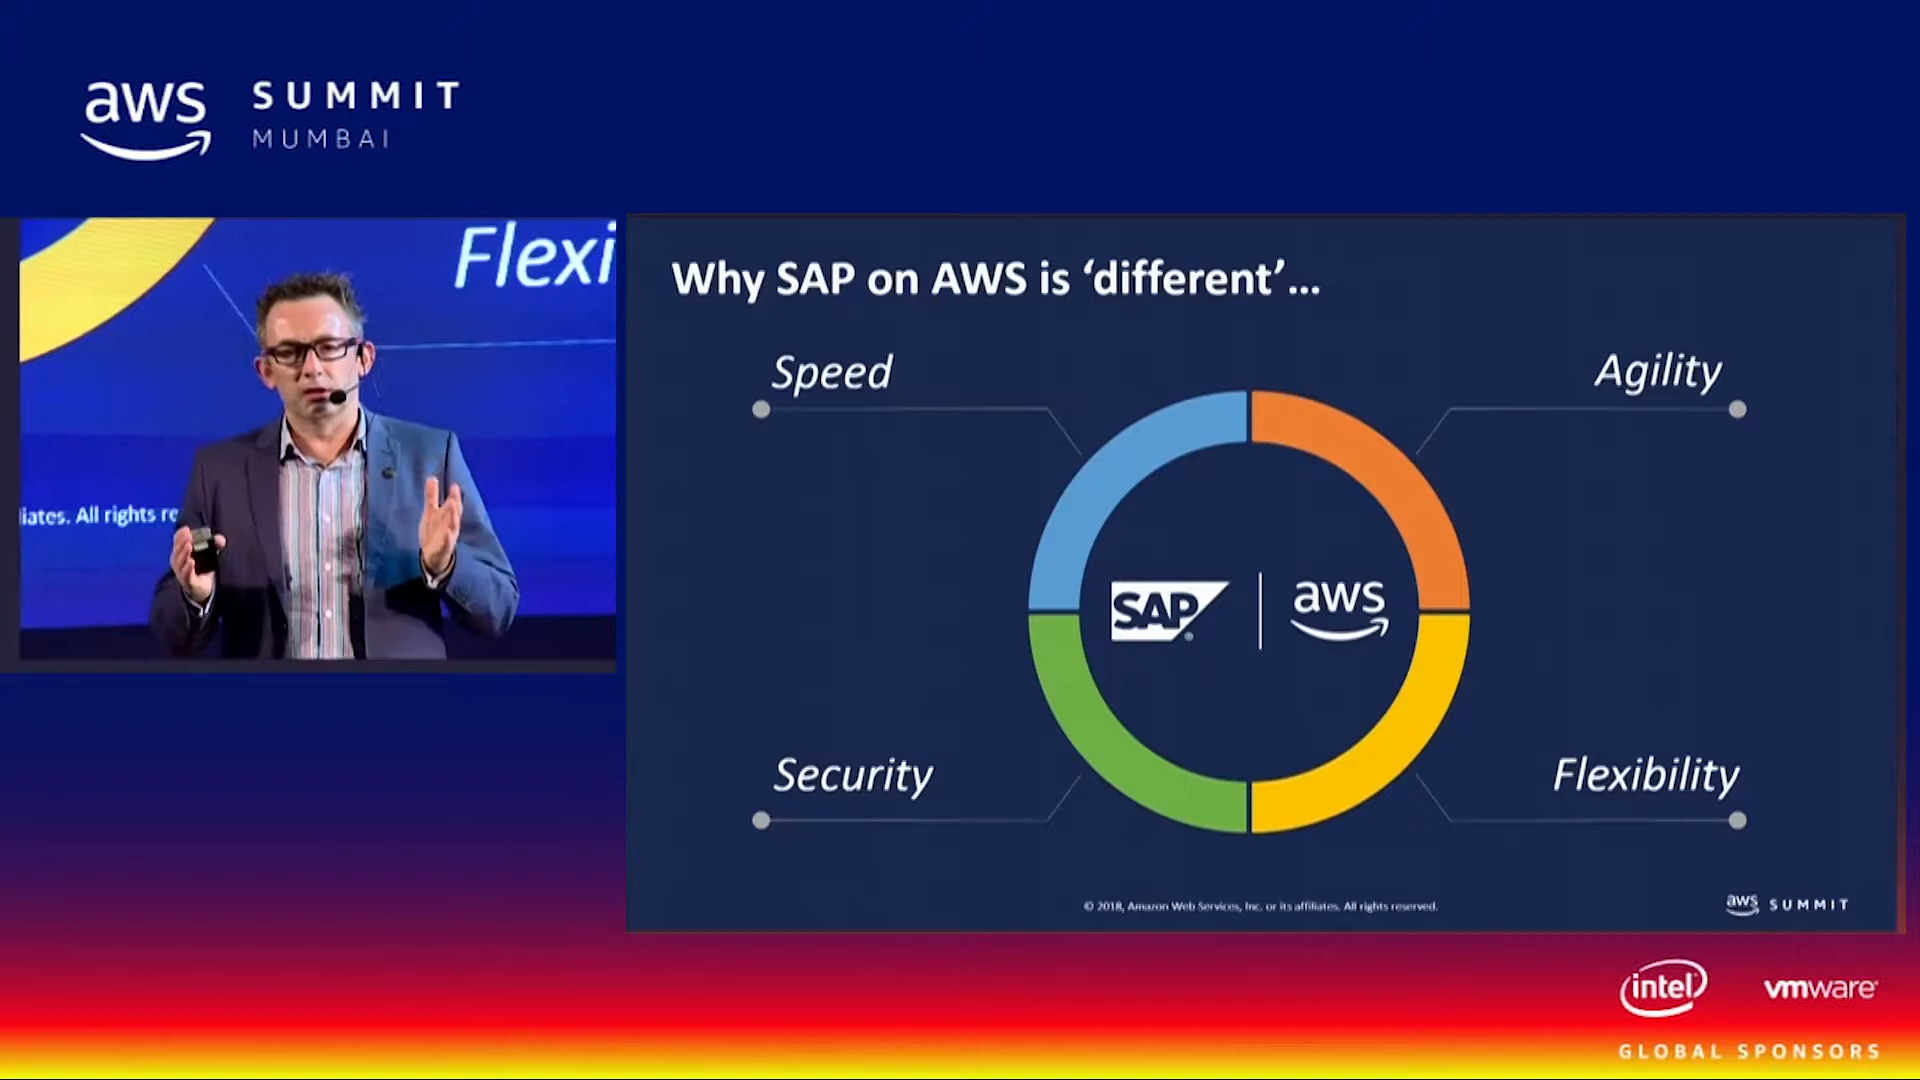 aws
SUMMIT
MUMBAI
Flexi
iates. All rights re
Why SAP on AWS is ‘different’...
Speed
Agility
SAP
aws
Security
Flexibility
© 2018, Amazon Web Services, Inc. or its affiliates. All rights reserved.
aws SUMMIT
intel
vmware
GLOBAL SPONSORS